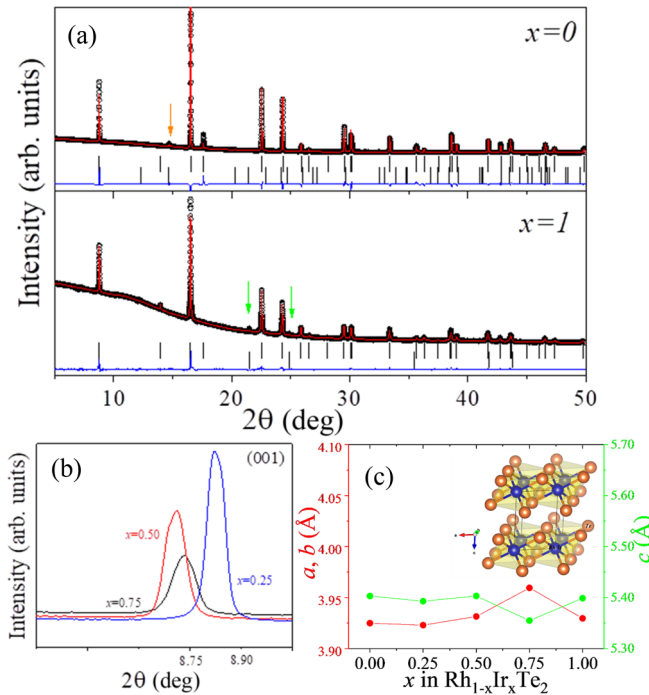 (a)
x=0
x=1
Intensity (arb. units)
10 20 30 40 50
2θ (deg)
(b)
(001)
x=0.50
x=0.75
x=0.25
Intensity (arb. units)
8.75 8.90
2θ (deg)
(c)
4.10
4.05
4.00
3.95
3.90
a, b (Å)
5.70
5.60
5.50
5.40
5.30
c (Å)
0.00 0.25 0.50 0.75 1.00
x in Rh1-xIrxTe2